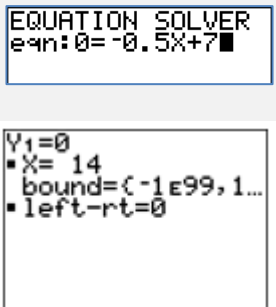 EQUATION SOLVER
eqn:0=⁻0.5X+7
Y₁=0
▪X= 14
bound={⁻1ᴇ99,1…
▪left-rt=0